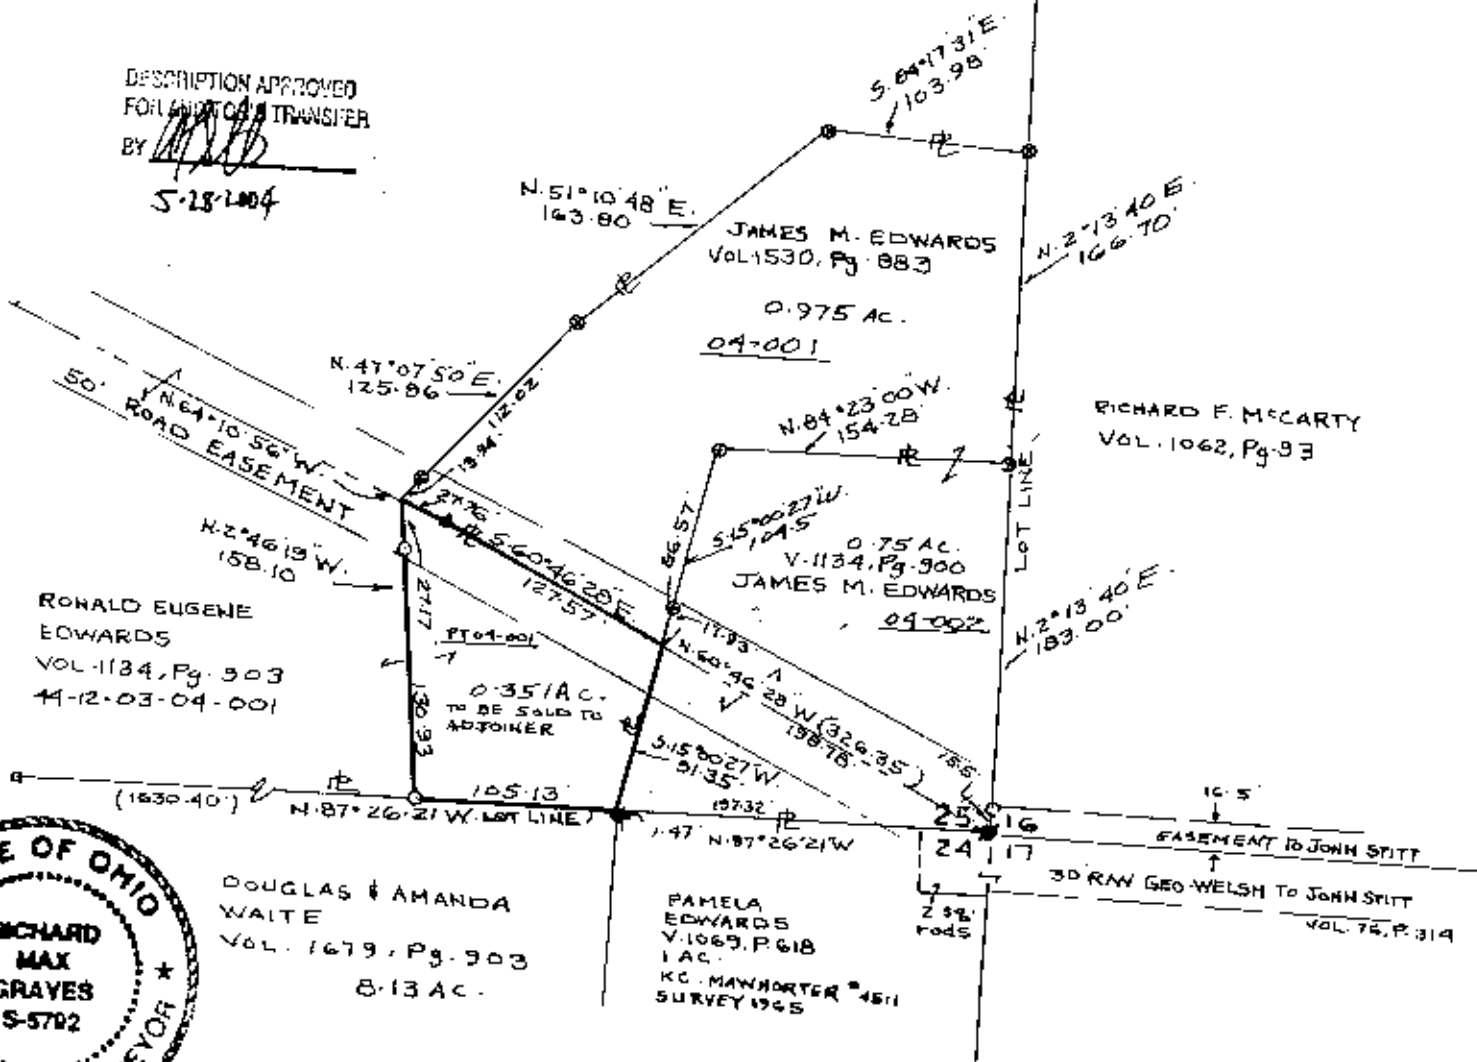 DESCRIPTION APPROVED
FOR AUDITOR'S TRANSFER
BY
5·28·2004
S. 84°17'31"E.
103.98'
N. 51°10'48"E.
163.80
JAMES M. EDWARDS
VOL. 1530, Pg. 883
0.975 AC.
04-001
N. 2°13'40"E.
166.70'
N. 47°07'50"E.
125.96
112.02'
13.94'
50' ROAD EASEMENT
N. 64°10'56"W.
N. 84°23'00"W.
154.28
RICHARD F. McCARTY
VOL. 1062, Pg. 93
LOT LINE
27.76'
S. 60°46'28"E.
127.57'
86.57
S. 15°00'27"W.
104.5'
0.75 AC.
V-1134, Pg. 900
JAMES M. EDWARDS
04-002
N. 2°13'40"E.
183.00'
N. 2°46'19"W.
158.10
27.17
130.93
RONALD EUGENE
EDWARDS
VOL. 1134, Pg. 903
44-12-03-04-001
PT 04-001
0.351 AC.
TO BE SOLD TO
ADJOINER
17.93'
N. 60°46'28"W. (326.35')
198.78'
S. 15°00'27"W.
91.35'
(1630.40')
N. 87°26'21"W. LOT LINE
105.13'
1.47'
197.32'
N. 87°26'21"W
25 16
24 17
16.5'
EASEMENT TO JOHN STITT
30' R/W GEO. WELSH TO JOHN STITT
VOL. 76, P. 314
2 sq.
rods
DOUGLAS & AMANDA
WAITE
VOL. 1679, Pg. 903
8.13 AC.
PAMELA
EDWARDS
V. 1069, P. 618
1 AC.
KC. MAWHORTER #4511
SURVEY 1965
E OF OHIO
ICHARD
MAX
GRAVES
S-5792
EYOR ★